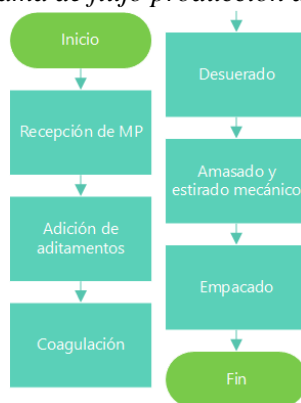 de flujo producción
Inicio
Recepción de MP
Adición de
aditamentos
Coagulación
Desuerado
Amasado y
estirado mecánico
Empacado
Fin